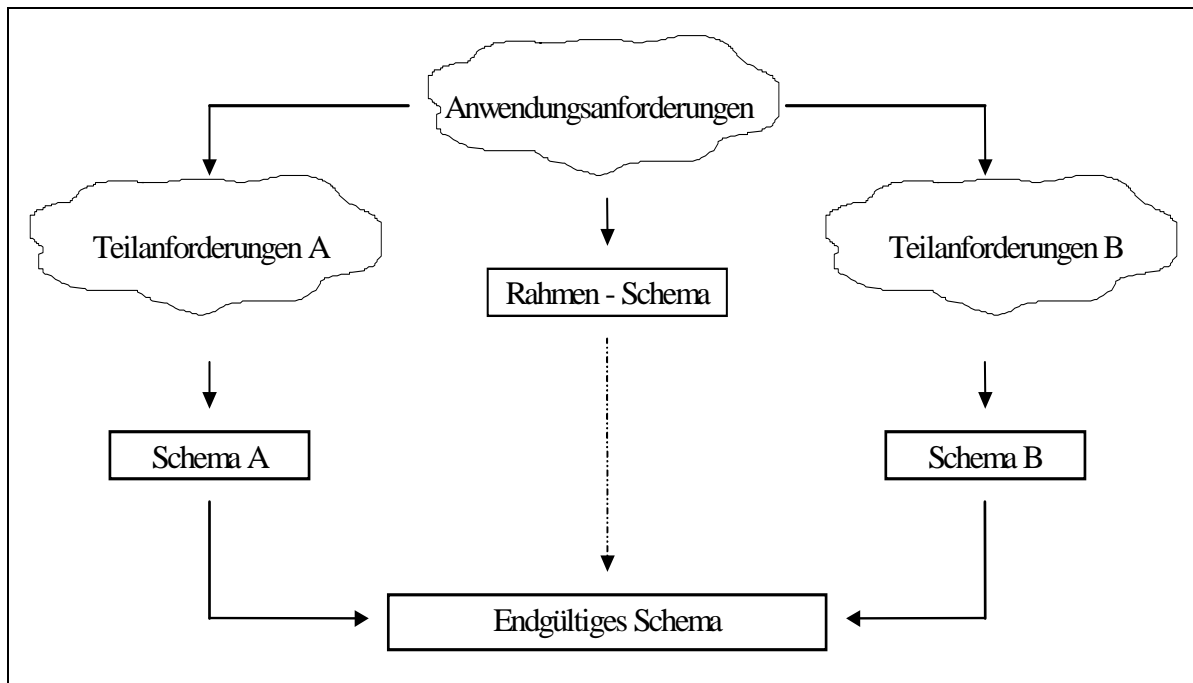 Anwendungsanforderungen
Teilanforderungen A
Teilanforderungen B
Rahmen - Schema
Schema A
Schema B
Endgültiges Schema